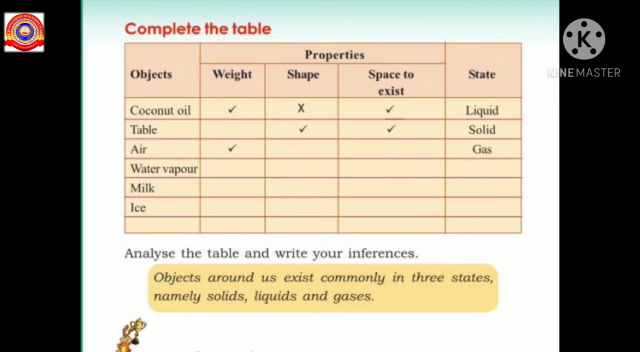 Complete the table
Properties
Objects Weight Shape Space to exist State
Coconut oil ✓ X ✓ Liquid
Table ✓ ✓ Solid
Air ✓ Gas
Water vapour
Milk
Ice
Analyse the table and write your inferences.
Objects around us exist commonly in three states,
namely solids, liquids and gases.
K
KINEMASTER